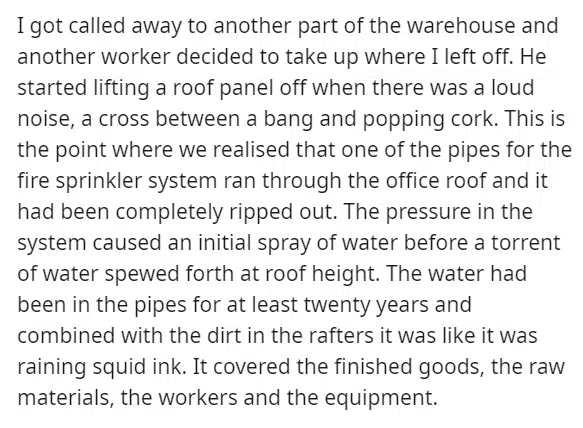 I got called away to another part of the warehouse and
another worker decided to take up where I left off. He
started lifting a roof panel off when there was a loud
noise, a cross between a bang and popping cork. This is
the point where we realised that one of the pipes for the
fire sprinkler system ran through the office roof and it
had been completely ripped out. The pressure in the
system caused an initial spray of water before a torrent
of water spewed forth at roof height. The water had
been in the pipes for at least twenty years and
combined with the dirt in the rafters it was like it was
raining squid ink. It covered the finished goods, the raw
materials, the workers and the equipment.